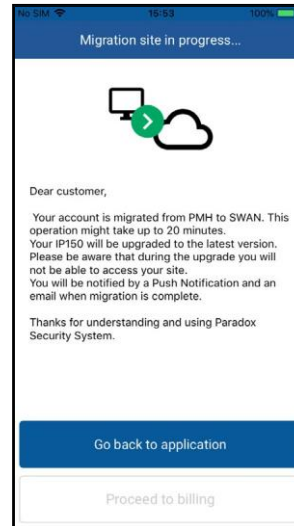 No SIM 15:53 100%
Migration site in progress...
Dear customer,
Your account is migrated from PMH to SWAN. This
operation might take up to 20 minutes.
Your IP150 will be upgraded to the latest version.
Please be aware that during the upgrade you will
not be able to access your site.
You will be notified by a Push Notification and an
email when migration is complete.
Thanks for understanding and using Paradox
Security System.
Go back to application
Proceed to billing